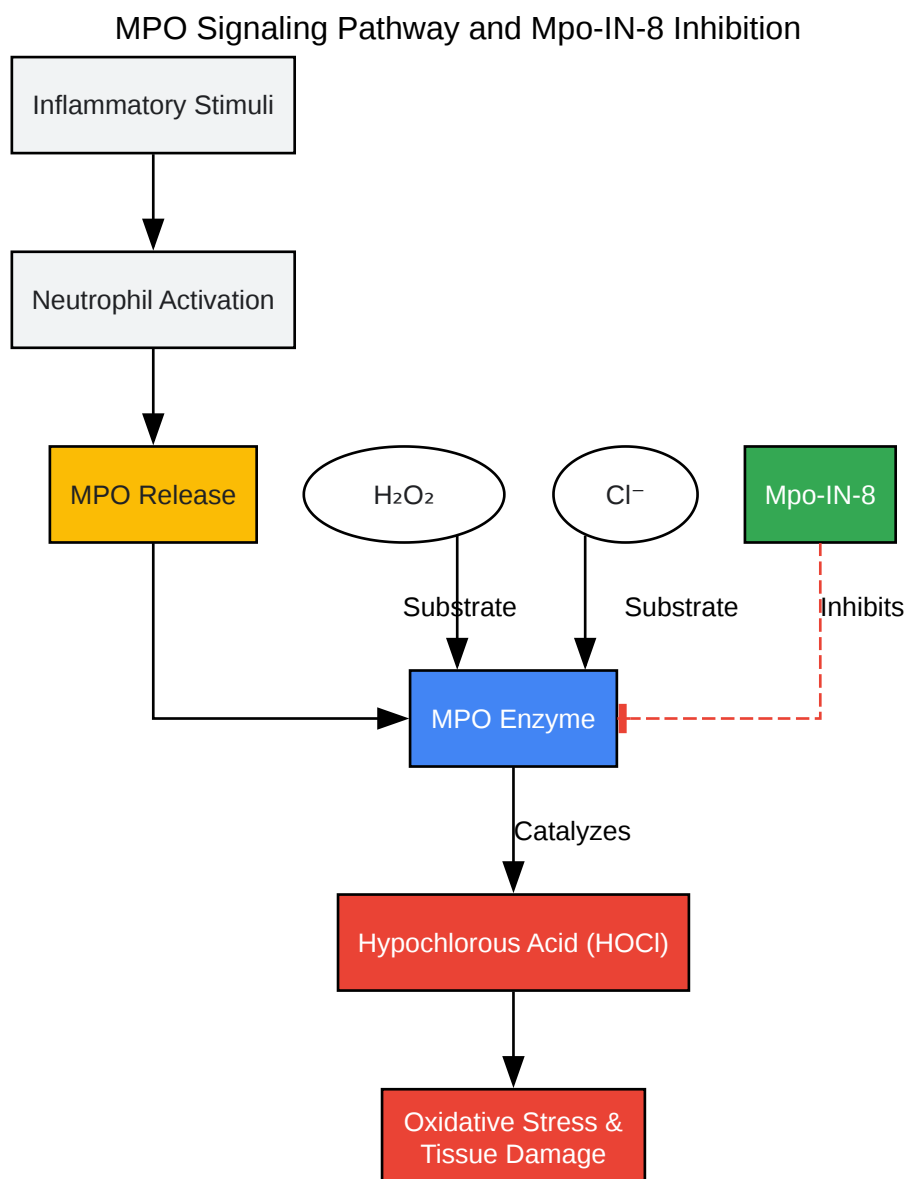 MPO Signaling Pathway and Mpo-IN-8 Inhibition
Inflammatory Stimuli
Neutrophil Activation
MPO Release
H₂O₂
Cl⁻
Mpo-IN-8
Substrate
Substrate
Inhibits
MPO Enzyme
Catalyzes
Hypochlorous Acid (HOCl)
Oxidative Stress &
Tissue Damage